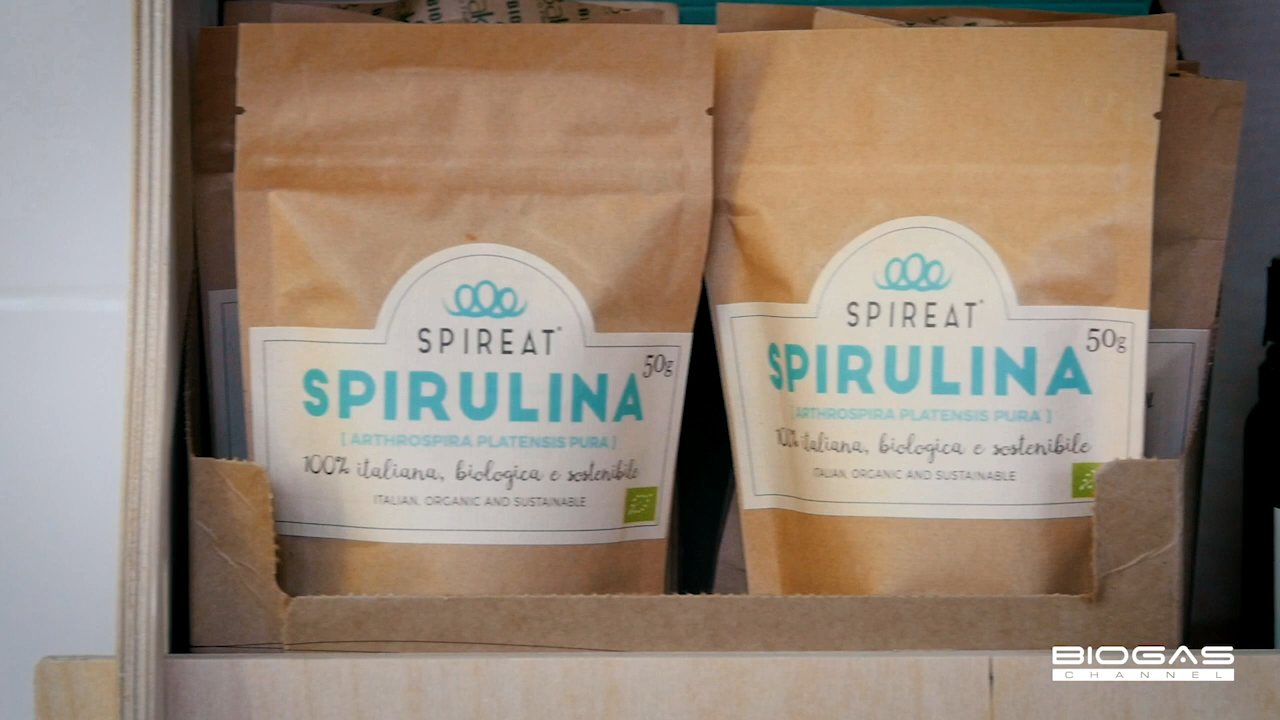 SPIREAT®
50g
SPIRULINA
[ ARTHROSPIRA PLATENSIS PURA ]
100% italiana, biologica e sostenibile
ITALIAN, ORGANIC AND SUSTAINABLE
SPIREAT®
50g
SPIRULINA
[ ARTHROSPIRA PLATENSIS PURA ]
100% italiana, biologica e sostenibile
ITALIAN, ORGANIC AND SUSTAINABLE
BIOGAS
CHANNEL